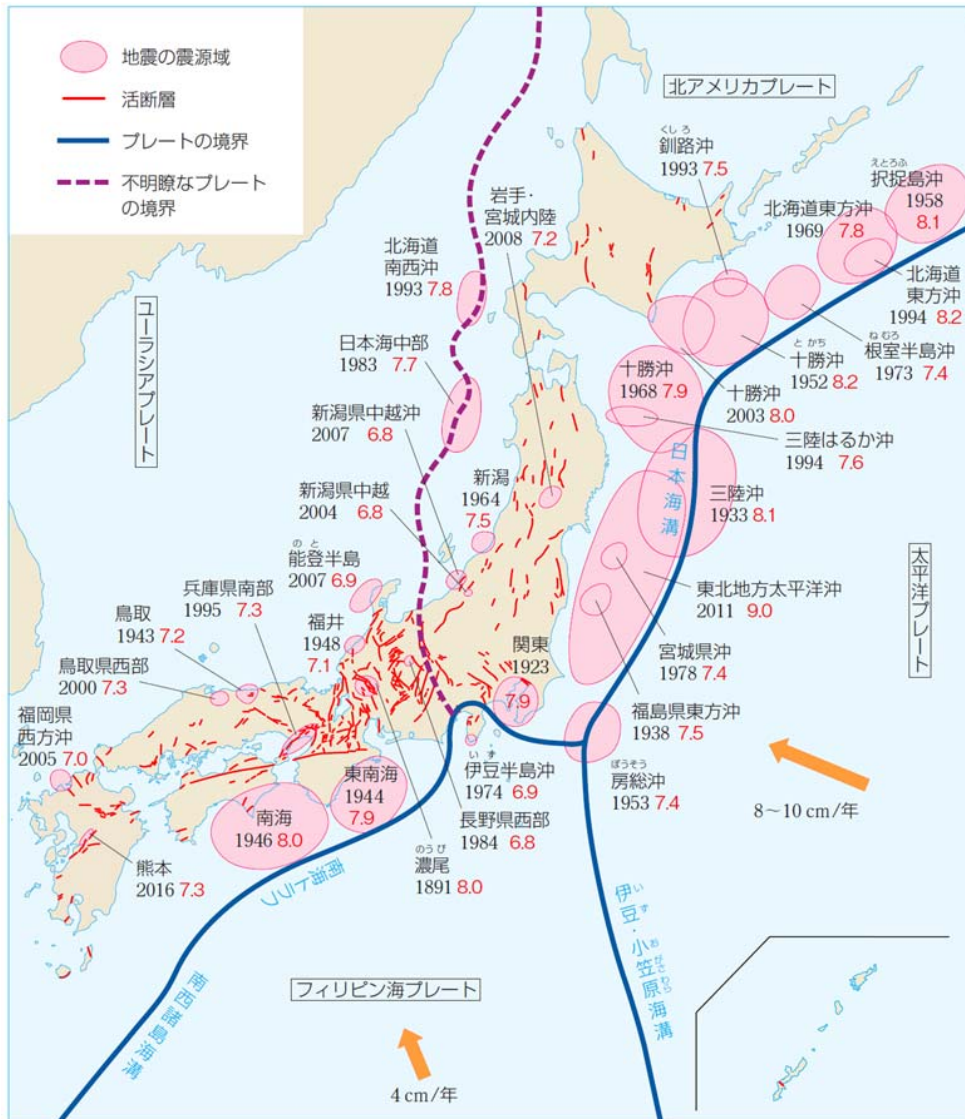 地震の震源域
活断層
プレートの境界
不明瞭なプレート
の境界
北アメリカプレート
ユーラシアプレート
太平洋プレート
フィリピン海プレート
くしろ
釧路沖
1993 7.5
えとろふ
択捉島沖
1958
8.1
北海道東方沖
1969 7.8
北海道
東方沖
1994 8.2
ねむろ
根室半島沖
1973 7.4
とかち
十勝沖
1952 8.2
十勝沖
2003 8.0
十勝沖
1968 7.9
三陸はるか沖
1994 7.6
三陸沖
1933 8.1
東北地方太平洋沖
2011 9.0
宮城県沖
1978 7.4
福島県東方沖
1938 7.5
ぼうそう
房総沖
1953 7.4
岩手・
宮城内陸
2008 7.2
北海道
南西沖
1993 7.8
日本海中部
1983 7.7
新潟県中越沖
2007 6.8
新潟
1964
7.5
新潟県中越
2004 6.8
のと
能登半島
2007 6.9
兵庫県南部
1995 7.3
福井
1948
7.1
鳥取
1943 7.2
鳥取県西部
2000 7.3
福岡県
西方沖
2005 7.0
関東
1923
7.9
いず
伊豆半島沖
1974 6.9
長野県西部
1984 6.8
のうび
濃尾
1891 8.0
東南海
1944
7.9
南海
1946 8.0
熊本
2016 7.3
日本海溝
南海トラフ
南西諸島海溝
いず おがさわら
伊豆・小笠原海溝
8～10 cm/年
4 cm/年